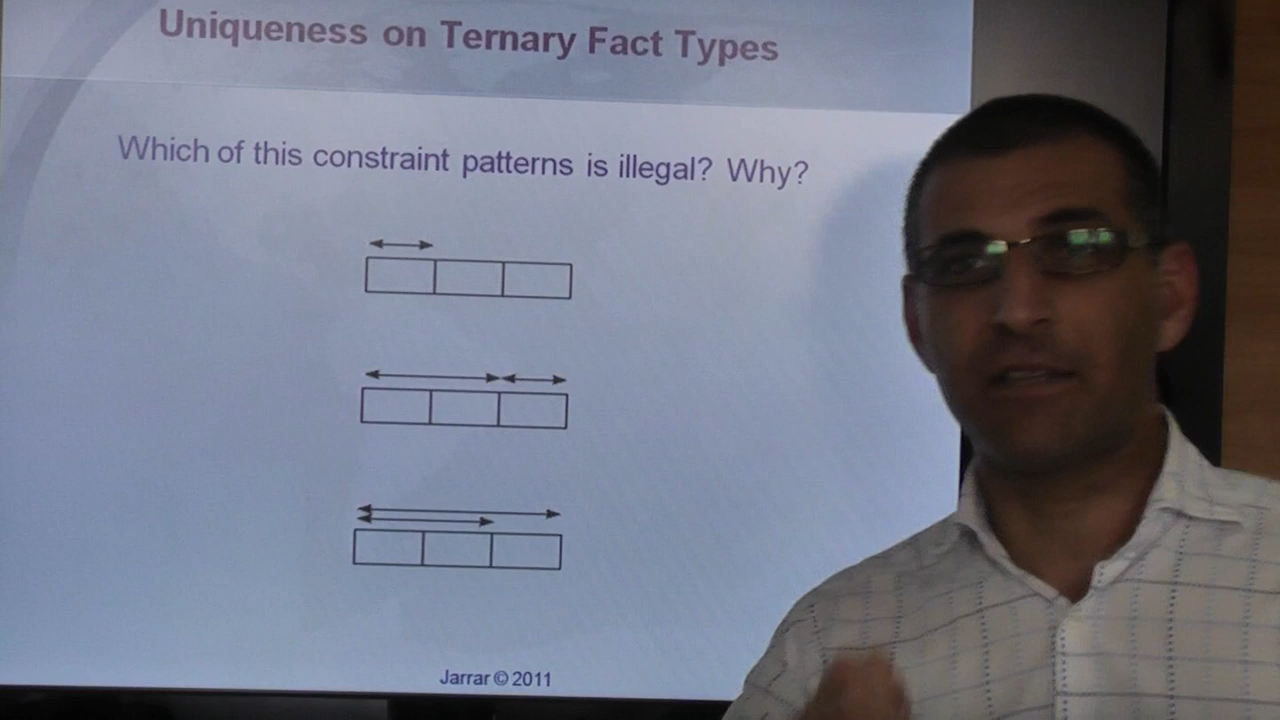 Uniqueness on Ternary Fact Types
Which of this constraint patterns is illegal? Why?
Jarrar © 2011